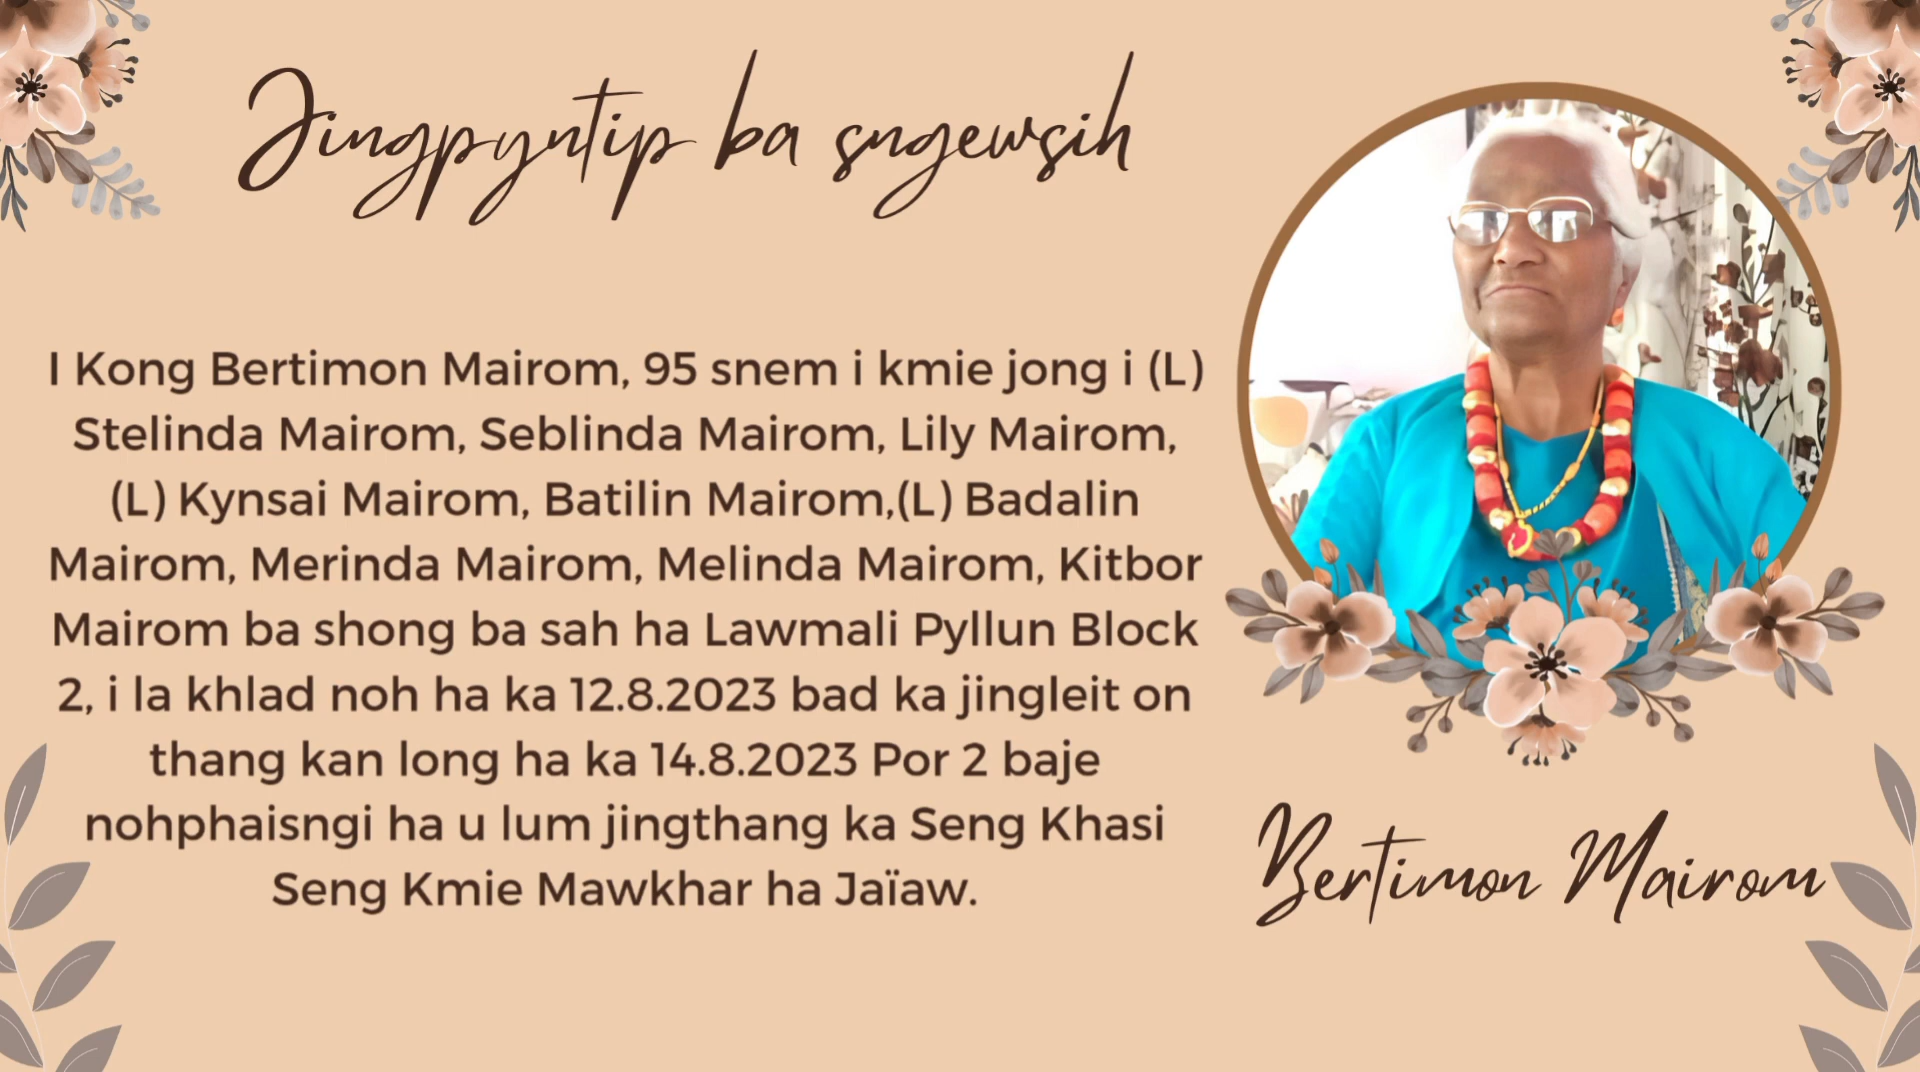 Jingpyntip ba sngewsih
I Kong Bertimon Mairom, 95 snem i kmie jong i (L)
Stelinda Mairom, Seblinda Mairom, Lily Mairom,
(L) Kynsai Mairom, Batilin Mairom,(L) Badalin
Mairom, Merinda Mairom, Melinda Mairom, Kitbor
Mairom ba shong ba sah ha Lawmali Pyllun Block
2, i la khlad noh ha ka 12.8.2023 bad ka jingleit on
thang kan long ha ka 14.8.2023 Por 2 baje
nohphaisngi ha u lum jingthang ka Seng Khasi
Seng Kmie Mawkhar ha Jaïaw.
Bertimon Mairom